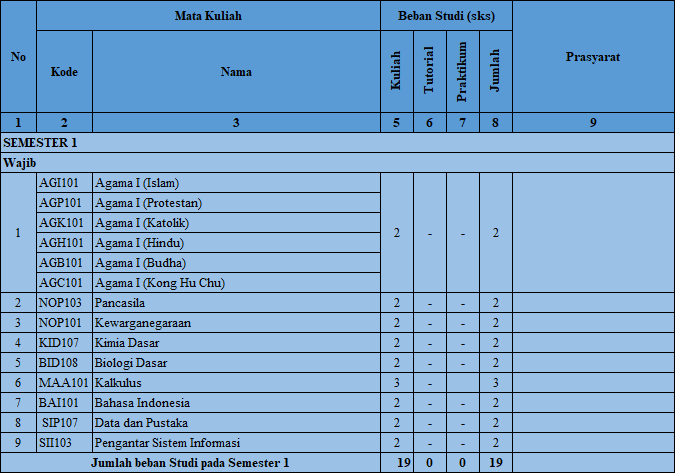 No Mata Kuliah Beban Studi (sks) Prasyarat
Kode Nama Kuliah Tutorial Praktikum Jumlah
1 2 3 5 6 7 8 9
SEMESTER 1
Wajib
1 AGI101 Agama I (Islam) 2 - - 2
AGP101 Agama I (Protestan)
AGK101 Agama I (Katolik)
AGH101 Agama I (Hindu)
AGB101 Agama I (Budha)
AGC101 Agama I (Kong Hu Chu)
2 NOP103 Pancasila 2 - - 2
3 NOP101 Kewarganegaraan 2 - - 2
4 KID107 Kimia Dasar 2 - - 2
5 BID108 Biologi Dasar 2 - - 2
6 MAA101 Kalkulus 3 - - 3
7 BAI101 Bahasa Indonesia 2 - - 2
8 SIP107 Data dan Pustaka 2 - - 2
9 SII103 Pengantar Sistem Informasi 2 - - 2
Jumlah beban Studi pada Semester 1 19 0 0 19